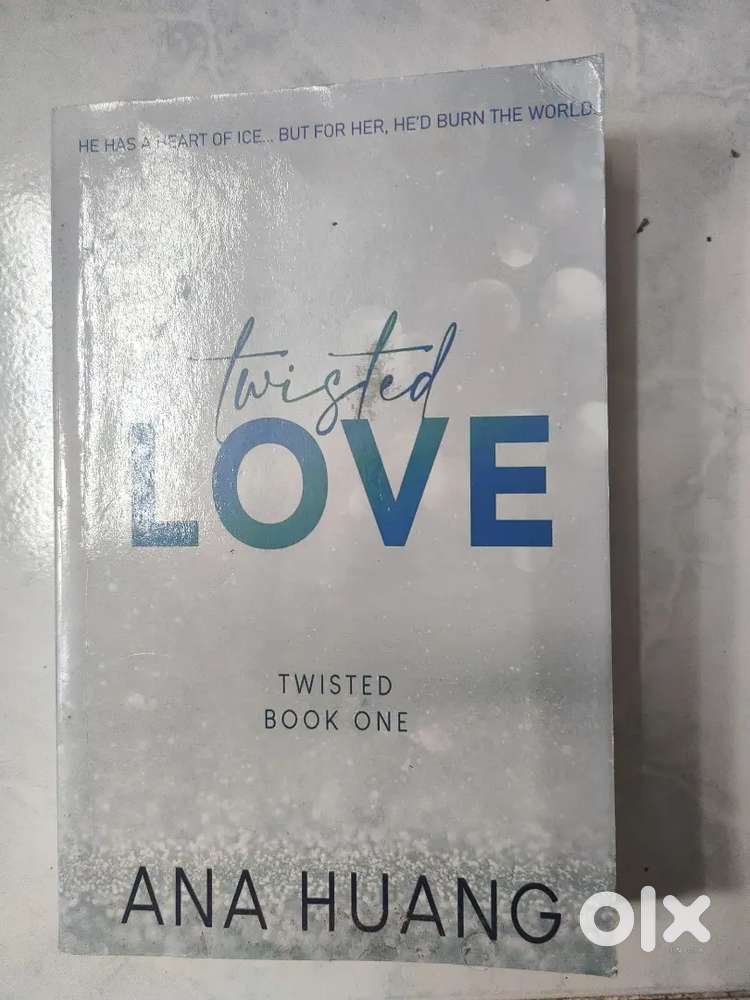 HE HAS A HEART OF ICE... BUT FOR HER, HE'D BURN THE WORLD
twisted
LOVE
TWISTED
BOOK ONE
ANA HUANG
olx